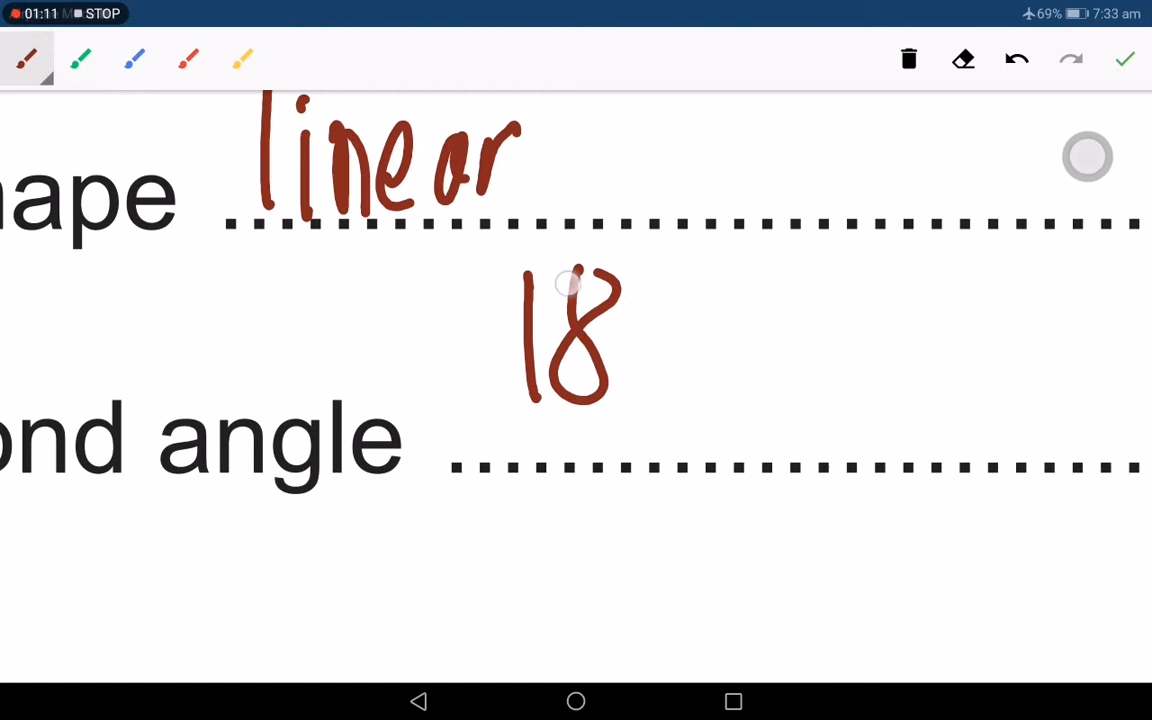 01:11 STOP 69% 7:33 am
linear
hape ................................
18
ond angle .........................